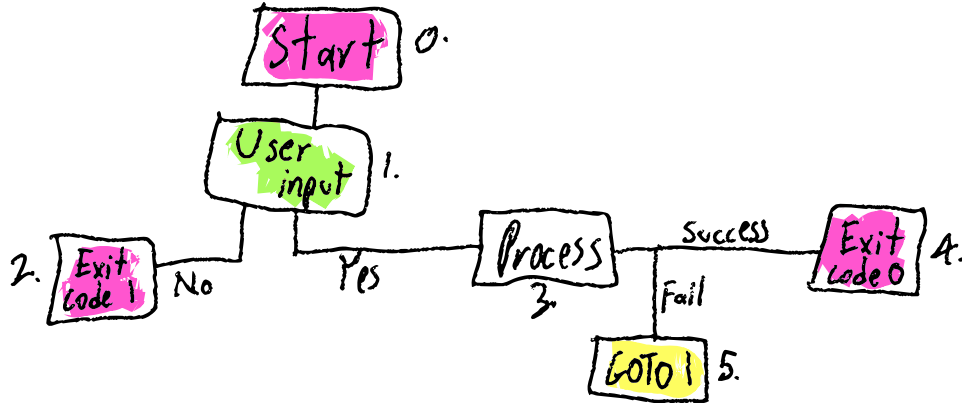 Start
0.
User
input
1.
2.
Exit
code 1
No
Yes
Process
3.
Success
Exit
code 0
4.
Fail
GOTO 1
5.